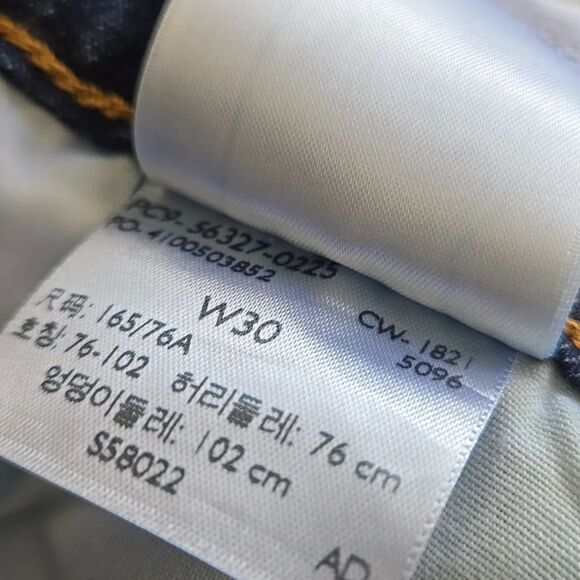 PC9- 56327-0225
PO-4100503852
W30
CW- 1821
5096
尺码: 165/76A
호칭: 76-102 허리둘레: 76 cm
엉덩이둘레: 102 cm
S58022
AD